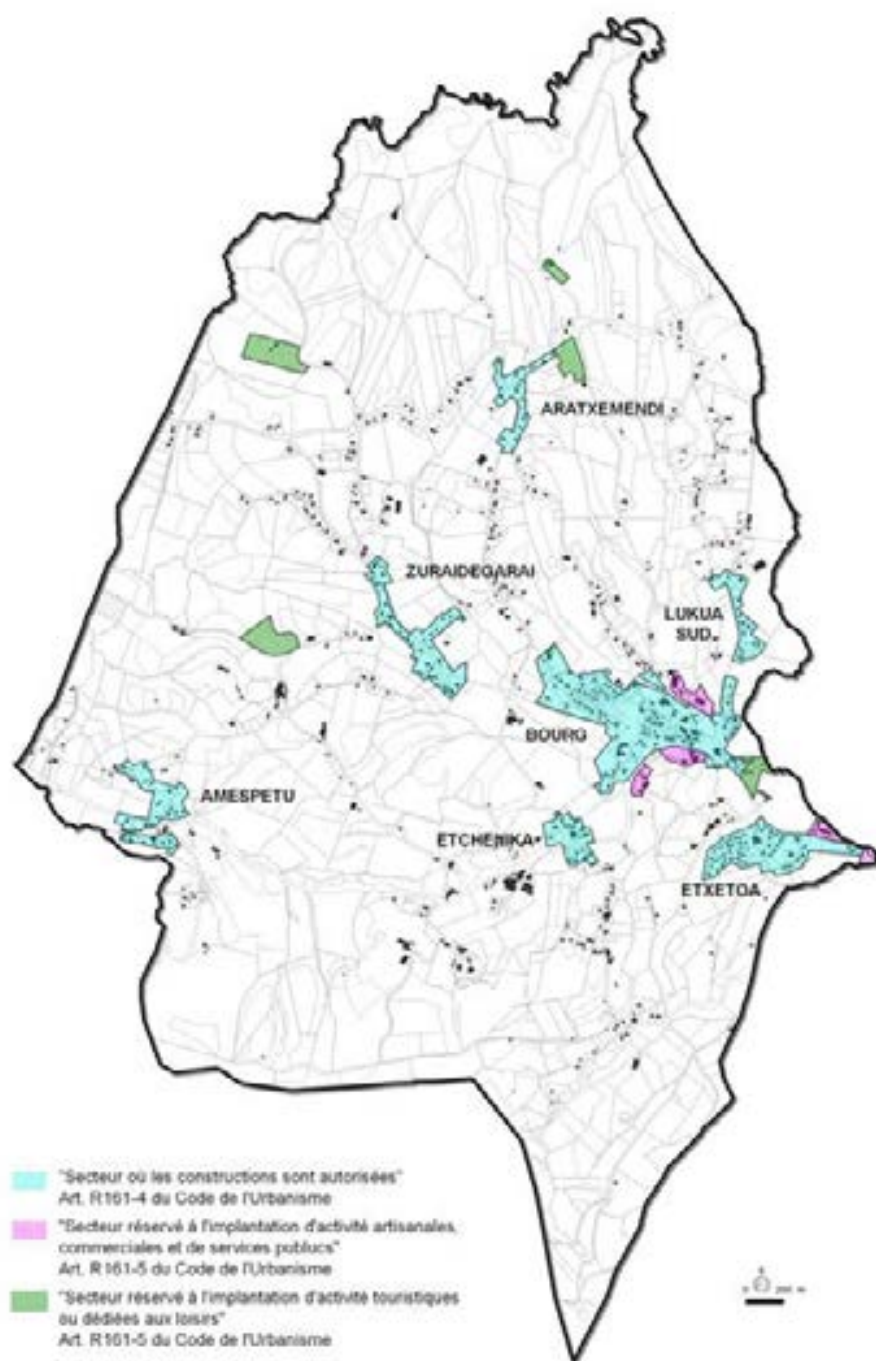 ARATXEMENDI
ZURAIDEGARAI
LUKUA
SUD
BOURG
AMESPETU
ETCHENIKA
ETXETOA
"Secteur où les constructions sont autorisées"
Art. R161-4 du Code de l'Urbanisme
"Secteur réservé à l'implantation d'activité artisanales,
commerciales et de services publucs"
Art. R161-5 du Code de l'Urbanisme
"Secteur réservé à l'implantation d'activité touristiques
ou dédiées aux loisirs"
Art. R161-5 du Code de l'Urbanisme